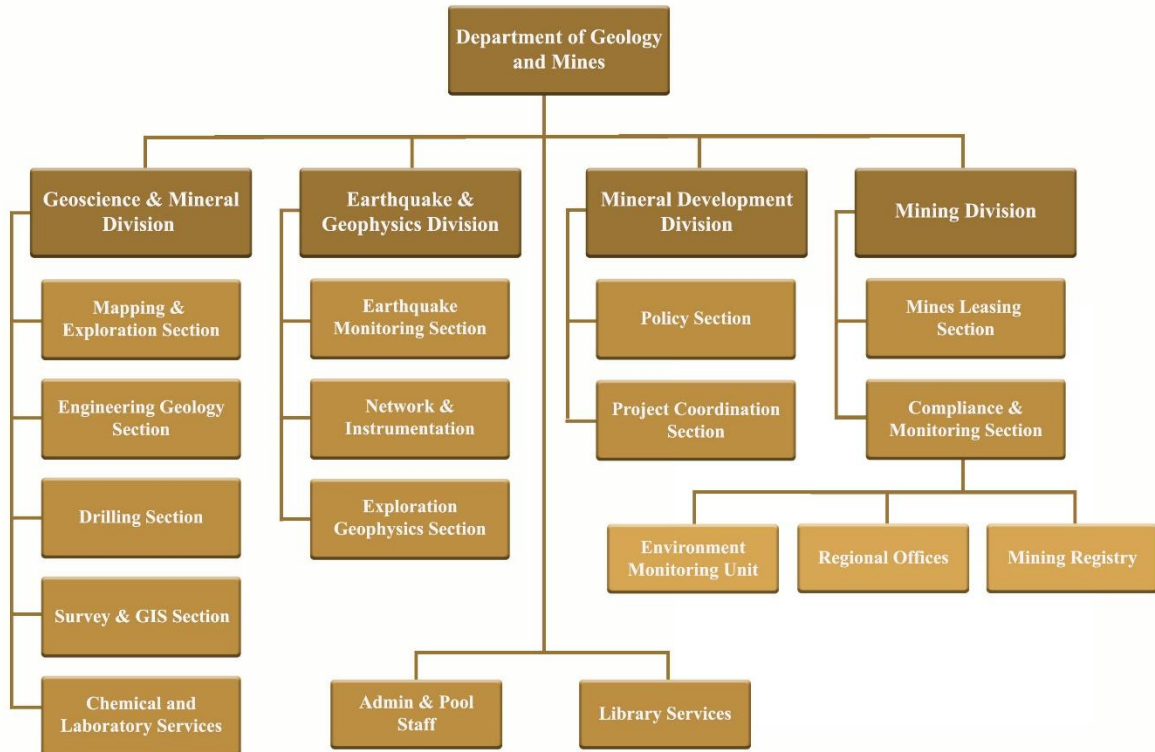 Department of Geology
and Mines
Geoscience & Mineral
Division
Earthquake &
Geophysics Division
Mineral Development
Division
Mining Division
Mapping &
Exploration Section
Engineering Geology
Section
Drilling Section
Survey & GIS Section
Chemical and
Laboratory Services
Earthquake
Monitoring Section
Network &
Instrumentation
Exploration
Geophysics Section
Policy Section
Project Coordination
Section
Mines Leasing
Section
Compliance &
Monitoring Section
Environment
Monitoring Unit
Regional Offices
Mining Registry
Admin & Pool
Staff
Library Services